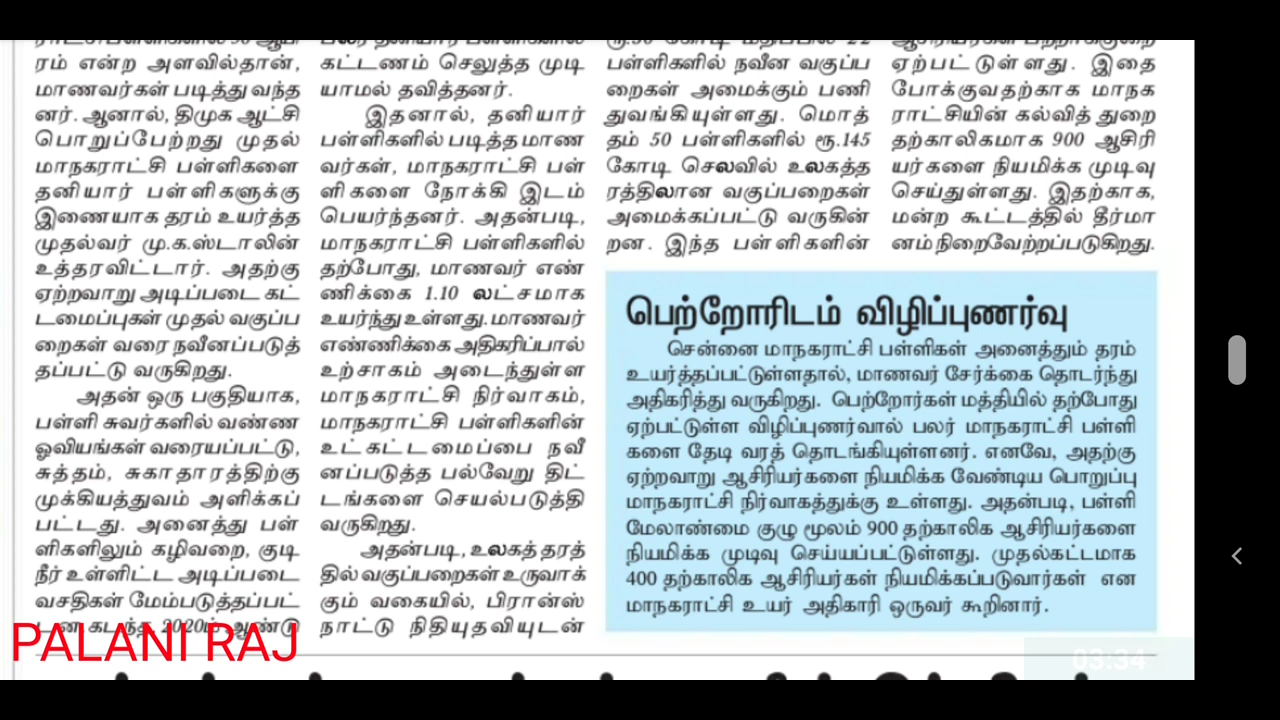 ரம் என்ற அளவில்தான்,
மாணவர்கள் படித்து வந்த
னர். ஆனால், திமுக ஆட்சி
பொறுப்பேற்றது முதல்
மாநகராட்சி பள்ளிகளை
தனியார் பள்ளிகளுக்கு
இணையாக தரம் உயர்த்த
முதல்வர் மு.க.ஸ்டாலின்
உத்தரவிட்டார். அதற்கு
ஏற்றவாறு அடிப்படை கட்
டமைப்புகள் முதல் வகுப்ப
றைகள் வரை நவீனப்படுத்
தப்பட்டு வருகிறது.
அதன் ஒரு பகுதியாக,
பள்ளி சுவர்களில் வண்ண
ஓவியங்கள் வரையப்பட்டு,
சுத்தம், சுகாதாரத்திற்கு
முக்கியத்துவம் அளிக்கப்
பட்டது. அனைத்து பள்
ளிகளிலும் கழிவறை, குடி
நீர் உள்ளிட்ட அடிப்படை
வசதிகள் மேம்படுத்தப்பட்
டன கடந்த 2020ம் ஆண்டு
கட்டணம் செலுத்த முடி
யாமல் தவித்தனர்.
இதனால், தனியார்
பள்ளிகளில் படித்த மாண
வர்கள், மாநகராட்சி பள்
ளிகளை நோக்கி இடம்
பெயர்ந்தனர். அதன்படி,
மாநகராட்சி பள்ளிகளில்
தற்போது, மாணவர் எண்
ணிக்கை 1.10 லட்சமாக
உயர்ந்து உள்ளது. மாணவர்
எண்ணிக்கை அதிகரிப்பால்
உற்சாகம் அடைந்துள்ள
மாநகராட்சி நிர்வாகம்,
மாநகராட்சி பள்ளிகளின்
உட்கட்டமைப்பை நவீ
னப்படுத்த பல்வேறு திட்
டங்களை செயல்படுத்தி
வருகிறது.
அதன்படி, உலகத் தரத்
தில் வகுப்பறைகள் உருவாக்
கும் வகையில், பிரான்ஸ்
நாட்டு நிதியுதவியுடன்
பள்ளிகளில் நவீன வகுப்ப
றைகள் அமைக்கும் பணி
துவங்கியுள்ளது. மொத்
தம் 50 பள்ளிகளில் ரூ.145
கோடி செலவில் உலகத்த
ரத்திலான வகுப்பறைகள்
அமைக்கப்பட்டு வருகின்
றன. இந்த பள்ளிகளின்
ஏற்பட்டுள்ளது. இதை
போக்குவதற்காக மாநக
ராட்சியின் கல்வித் துறை
தற்காலிகமாக 900 ஆசிரி
யர்களை நியமிக்க முடிவு
செய்துள்ளது. இதற்காக,
மன்ற கூட்டத்தில் தீர்மா
னம் நிறைவேற்றப்படுகிறது.
பெற்றோரிடம் விழிப்புணர்வு
சென்னை மாநகராட்சி பள்ளிகள் அனைத்தும் தரம்
உயர்த்தப்பட்டுள்ளதால், மாணவர் சேர்க்கை தொடர்ந்து
அதிகரித்து வருகிறது. பெற்றோர்கள் மத்தியில் தற்போது
ஏற்பட்டுள்ள விழிப்புணர்வால் பலர் மாநகராட்சி பள்ளி
களை தேடி வரத் தொடங்கியுள்ளனர். எனவே, அதற்கு
ஏற்றவாறு ஆசிரியர்களை நியமிக்க வேண்டிய பொறுப்பு
மாநகராட்சி நிர்வாகத்துக்கு உள்ளது. அதன்படி, பள்ளி
மேலாண்மை குழு மூலம் 900 தற்காலிக ஆசிரியர்களை
நியமிக்க முடிவு செய்யப்பட்டுள்ளது. முதல்கட்டமாக
400 தற்காலிக ஆசிரியர்கள் நியமிக்கப்படுவார்கள் என
மாநகராட்சி உயர் அதிகாரி ஒருவர் கூறினார்.
PALANI RAJ
03:34